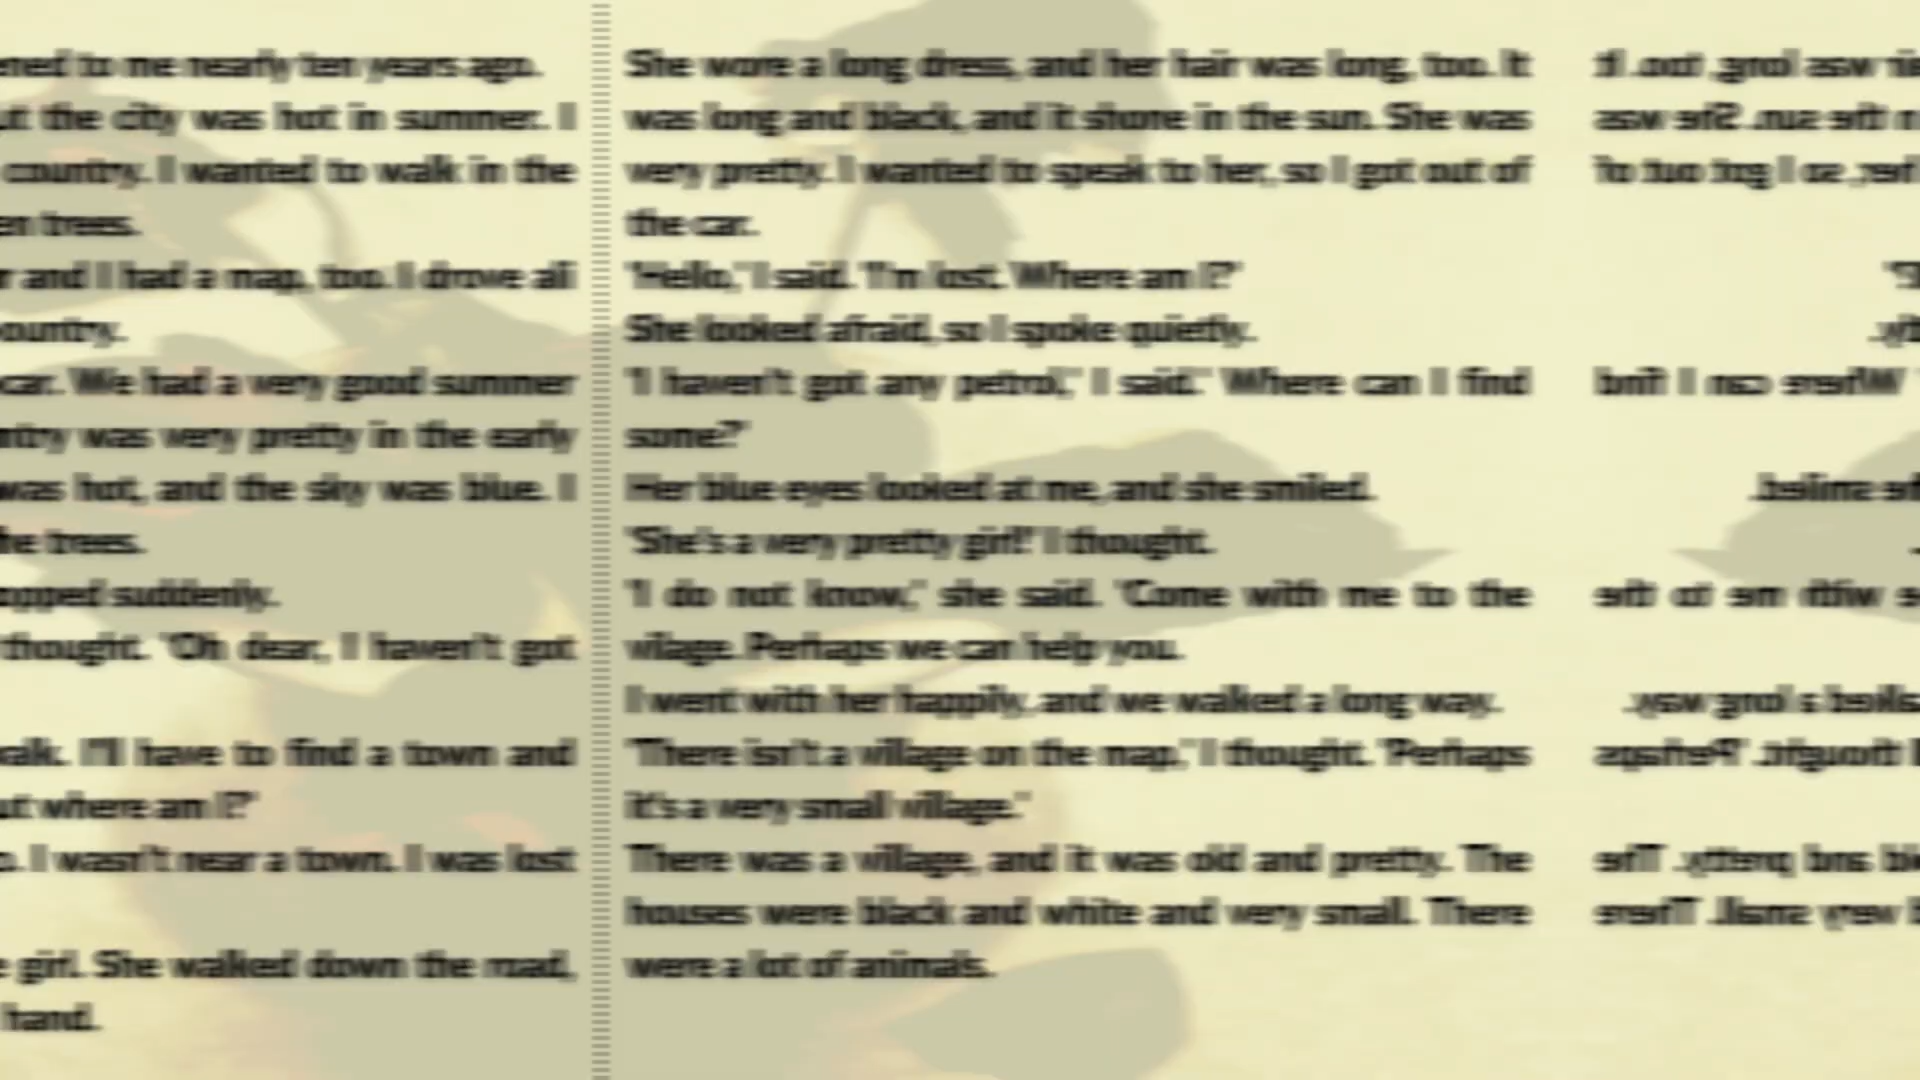 ened to me nearly ten years ago.
ut the city was hot in summer. I
country. I wanted to walk in the
en trees.
r and I had a map, too. I drove all
ountry.
car. We had a very good summer
ntry was very pretty in the early
was hot, and the sky was blue. I
he trees.
opped suddenly.
thought. "Oh dear, I haven't got
valk. I'll have to find a town and
ut where am I?"
o. I wasn't near a town. I was lost
e girl. She walked down the road,
hand.
She wore a long dress, and her hair was long, too. It
was long and black, and it shone in the sun. She was
very pretty. I wanted to speak to her, so I got out of
the car.
"Hello," I said. "I'm lost. Where am I?"
She looked afraid, so I spoke quietly.
"I haven't got any petrol," I said." Where can I find
some?"
Her blue eyes looked at me, and she smiled.
"She's a very pretty girl!" I thought.
"I do not know," she said. "Come with me to the
vilage. Perhaps we can help you.
I went with her happily, and we walked a long way.
"There isn't a village on the map," I thought. "Perhaps
it's a very small village."
There was a village, and it was old and pretty. The
houses were black and white and very small. There
were a lot of animals.